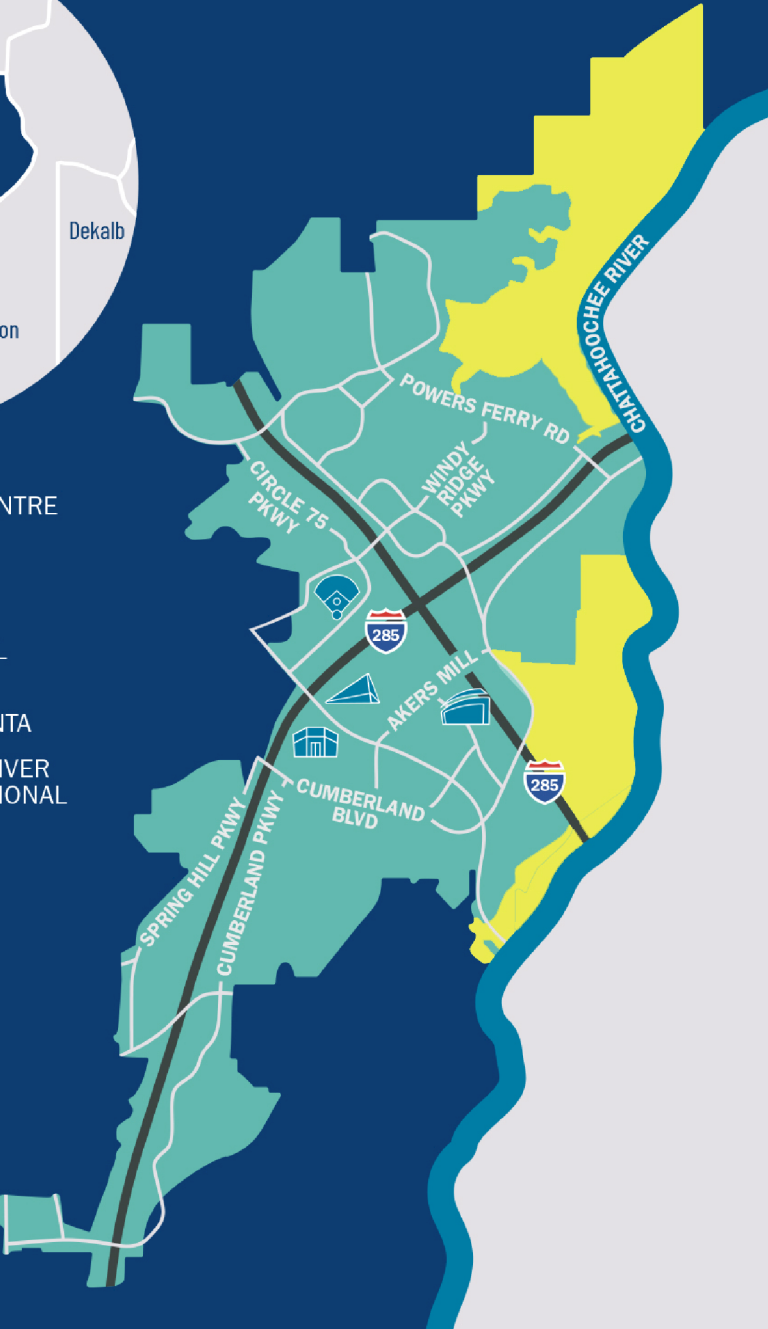 Dekalb
on
NTRE
NTA
IVER
IONAL
CHATTAHOOCHEE RIVER
POWERS FERRY RD
WINDY
RIDGE
PKWY
CIRCLE 75
PKWY
285
AKERS MILL
285
CUMBERLAND
BLVD
SPRING HILL PKWY
CUMBERLAND PKWY